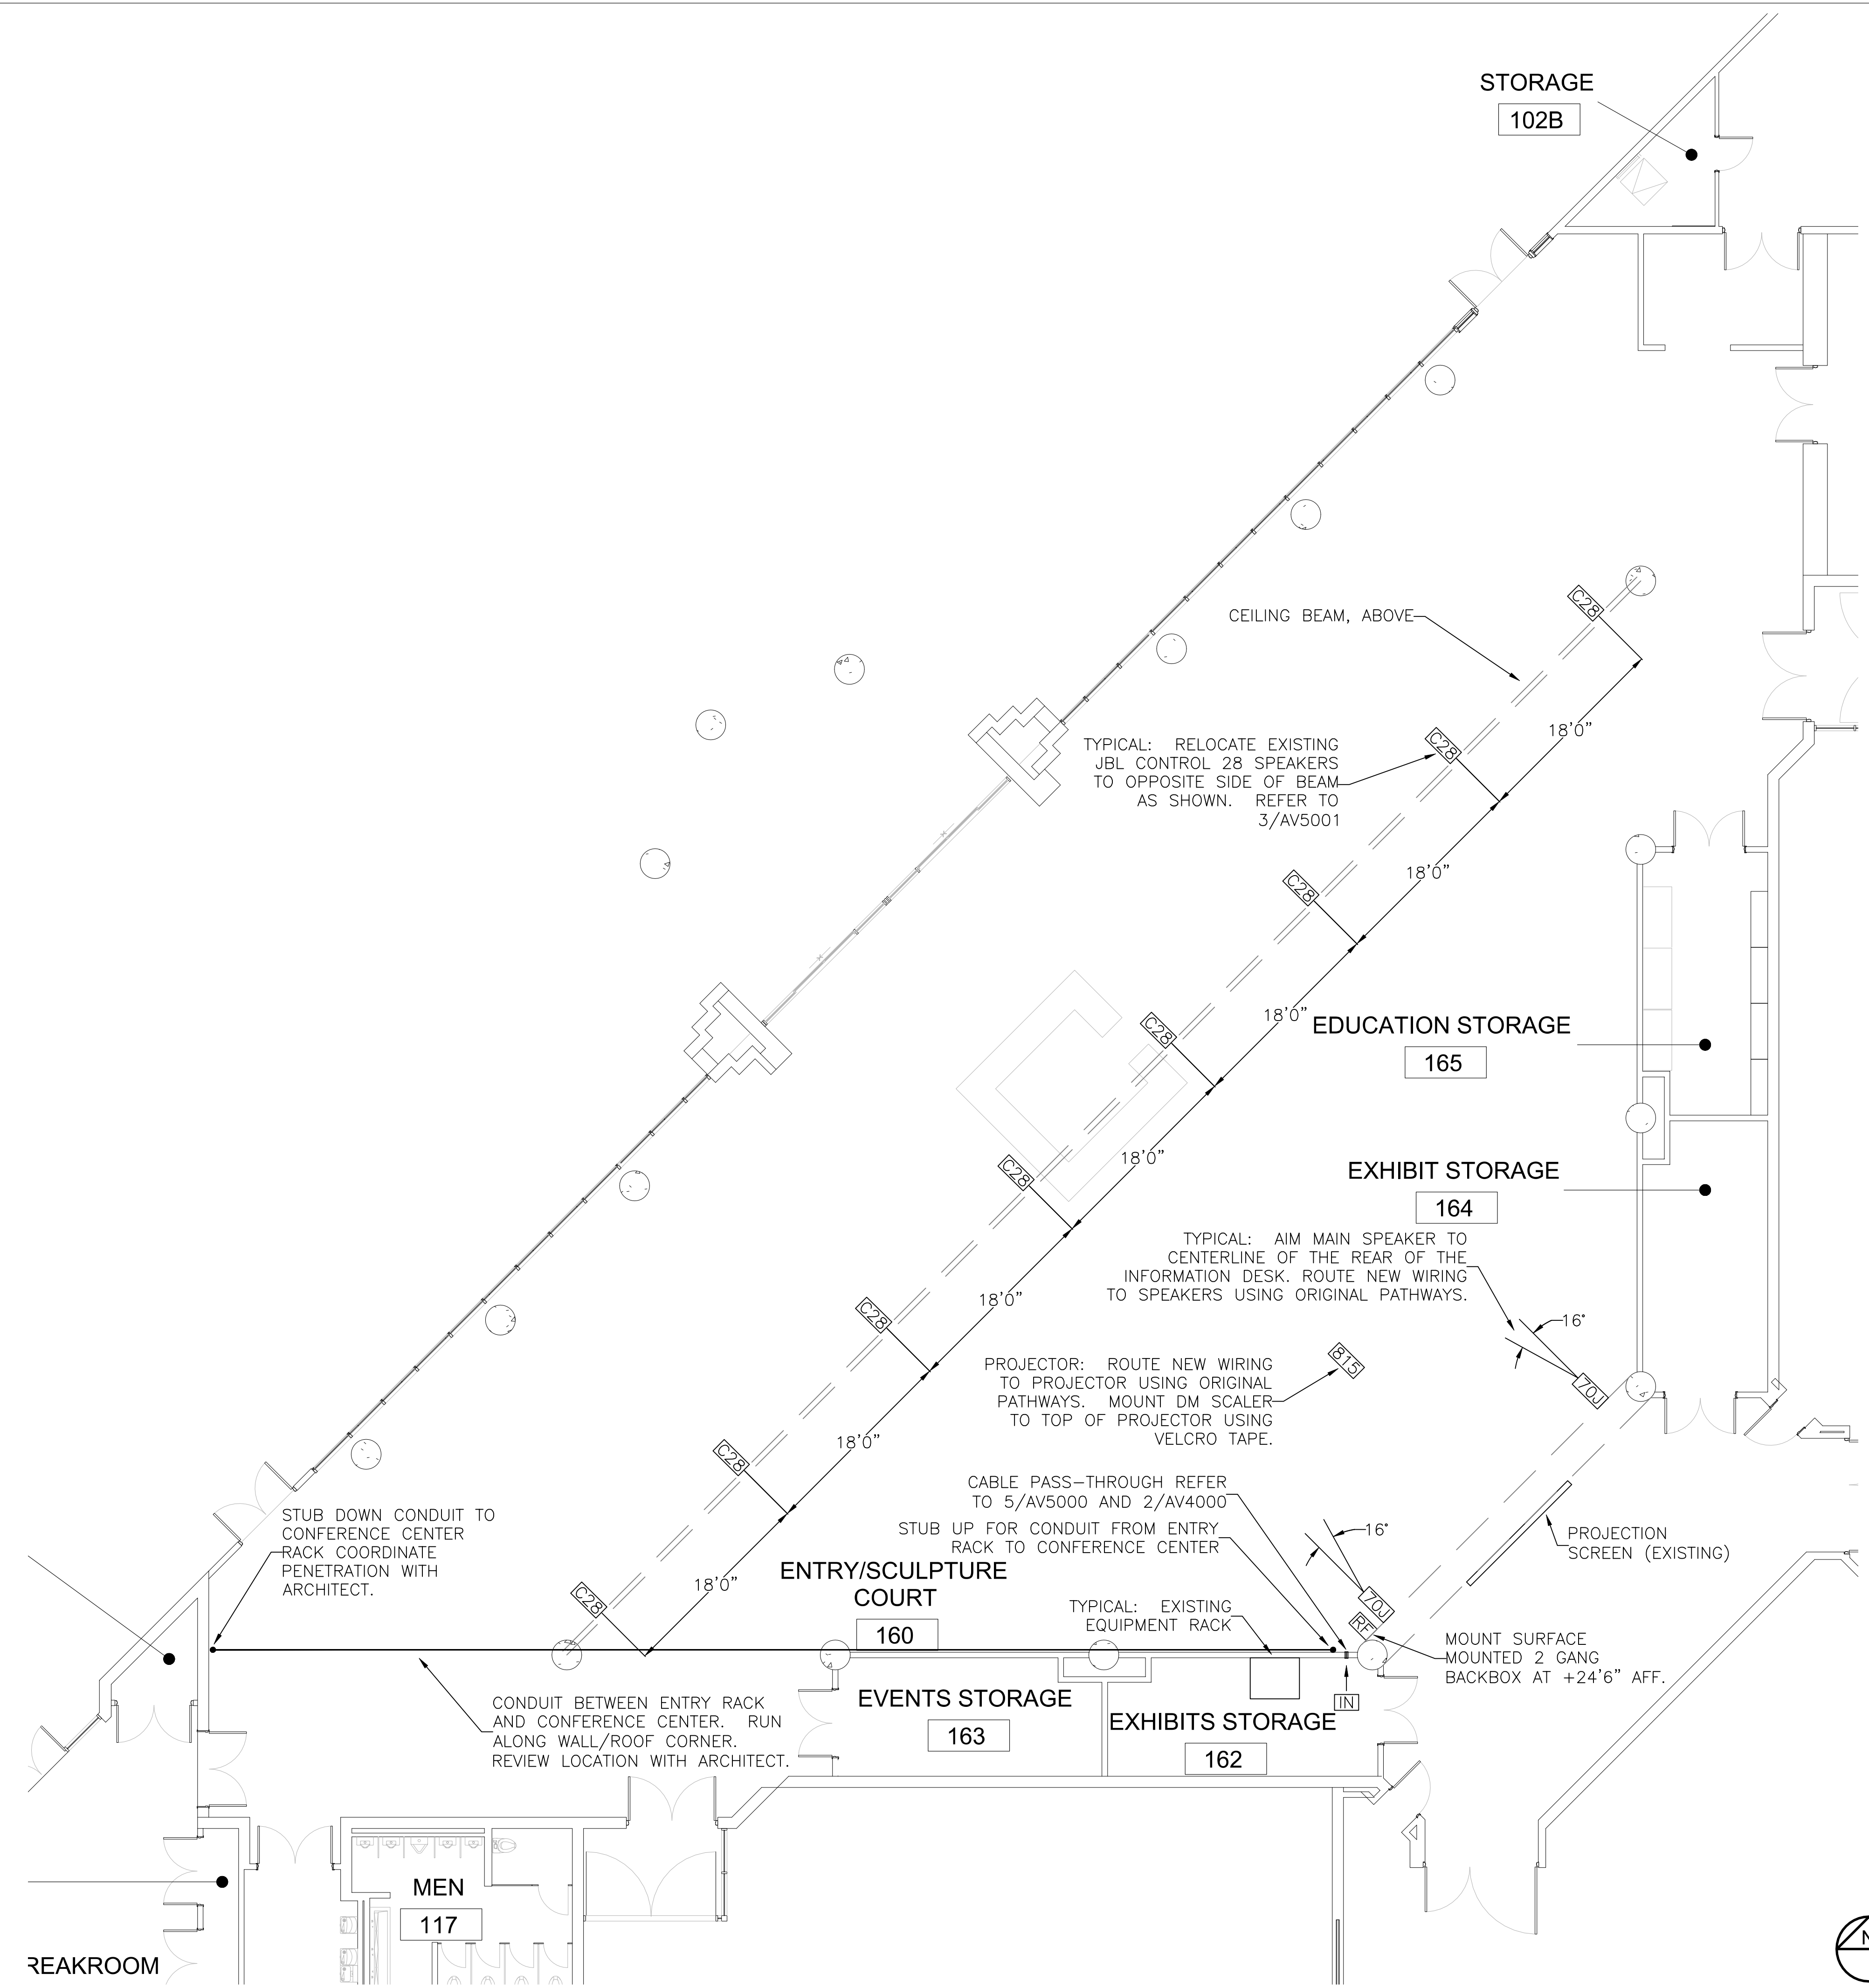 STORAGE
102B
C28
CEILING BEAM, ABOVE
18'0"
TYPICAL: RELOCATE EXISTING
JBL CONTROL 28 SPEAKERS
TO OPPOSITE SIDE OF BEAM
AS SHOWN. REFER TO
3/AV5001
C28
18'0"
C28
18'0"
C28
EDUCATION STORAGE
165
18'0"
C28
EXHIBIT STORAGE
164
TYPICAL: AIM MAIN SPEAKER TO
CENTERLINE OF THE REAR OF THE
INFORMATION DESK. ROUTE NEW WIRING
TO SPEAKERS USING ORIGINAL PATHWAYS.
18'0"
C28
16°
815
70J
PROJECTOR: ROUTE NEW WIRING
TO PROJECTOR USING ORIGINAL
PATHWAYS. MOUNT DM SCALER
TO TOP OF PROJECTOR USING
VELCRO TAPE.
18'0"
C28
CABLE PASS-THROUGH REFER
TO 5/AV5000 AND 2/AV4000
STUB UP FOR CONDUIT FROM ENTRY
RACK TO CONFERENCE CENTER
16°
PROJECTION
SCREEN (EXISTING)
STUB DOWN CONDUIT TO
CONFERENCE CENTER
RACK COORDINATE
PENETRATION WITH
ARCHITECT.
18'0"
C28
ENTRY/SCULPTURE
COURT
160
TYPICAL: EXISTING
EQUIPMENT RACK
70J
RF
MOUNT SURFACE
MOUNTED 2 GANG
BACKBOX AT +24'6" AFF.
IN
CONDUIT BETWEEN ENTRY RACK
AND CONFERENCE CENTER. RUN
ALONG WALL/ROOF CORNER.
REVIEW LOCATION WITH ARCHITECT.
EVENTS STORAGE
163
EXHIBITS STORAGE
162
MEN
117
REAKROOM
N